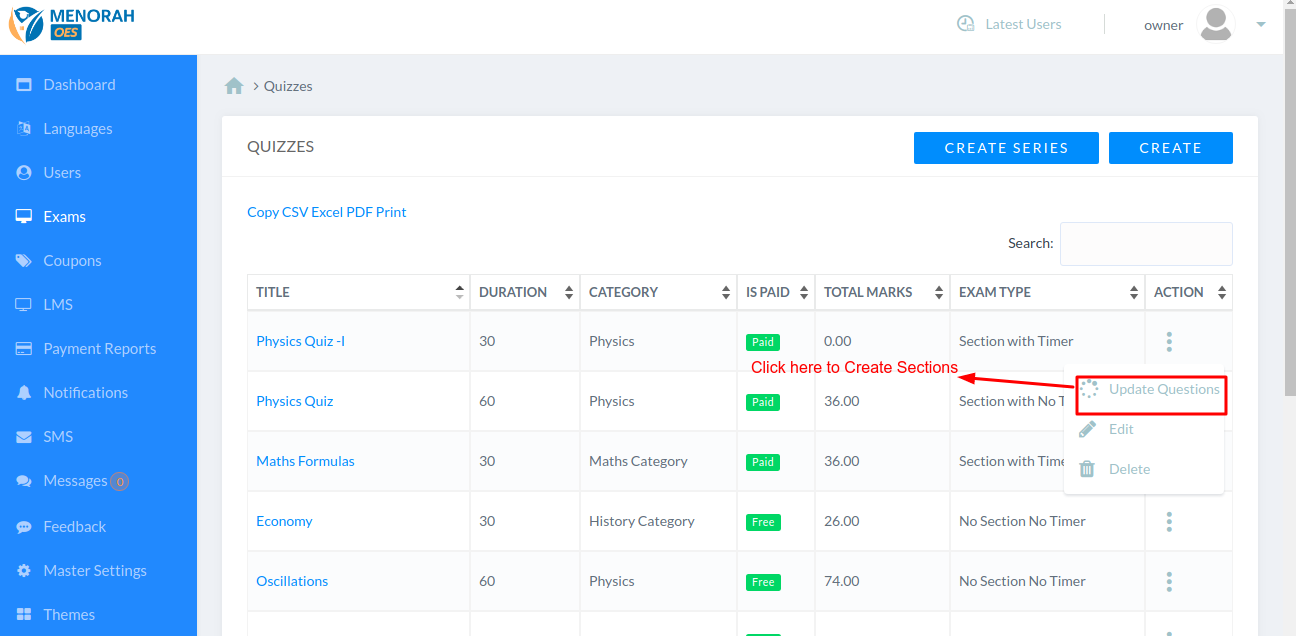 MENORAH
OES
Latest Users
owner
Dashboard
Languages
Users
Exams
Coupons
LMS
Payment Reports
Notifications
SMS
Messages 0
Feedback
Master Settings
Themes
> Quizzes
QUIZZES
CREATE SERIES CREATE
Copy CSV Excel PDF Print
Search:
TITLE DURATION CATEGORY IS PAID TOTAL MARKS EXAM TYPE ACTION
Physics Quiz -I 30 Physics Paid 0.00 Section with Timer
Click here to Create Sections
Update Questions
Physics Quiz 60 Physics Paid 36.00 Section with No T
Edit
Maths Formulas 30 Maths Category Paid 36.00 Section with Time
Delete
Economy 30 History Category Free 26.00 No Section No Timer
Oscillations 60 Physics Free 74.00 No Section No Timer